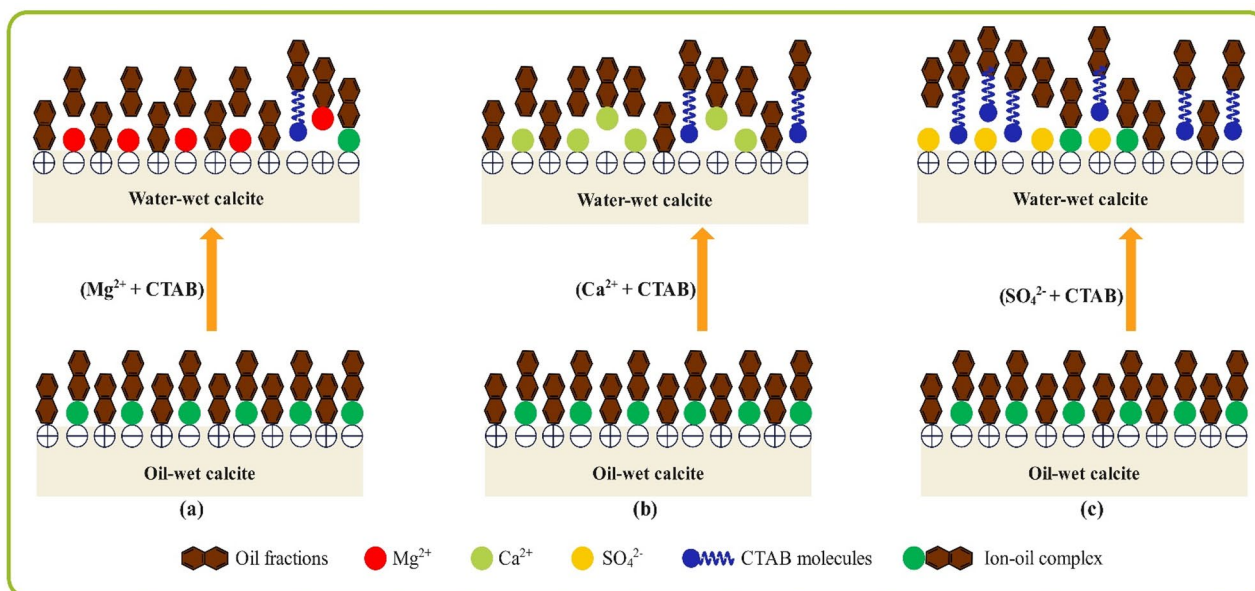 Water-wet calcite
Water-wet calcite
Water-wet calcite
(Mg²⁺ + CTAB)
(Ca²⁺ + CTAB)
(SO₄²⁻ + CTAB)
Oil-wet calcite
Oil-wet calcite
Oil-wet calcite
(a)
(b)
(c)
Oil fractions
Mg²⁺
Ca²⁺
SO₄²⁻
CTAB molecules
Ion-oil complex